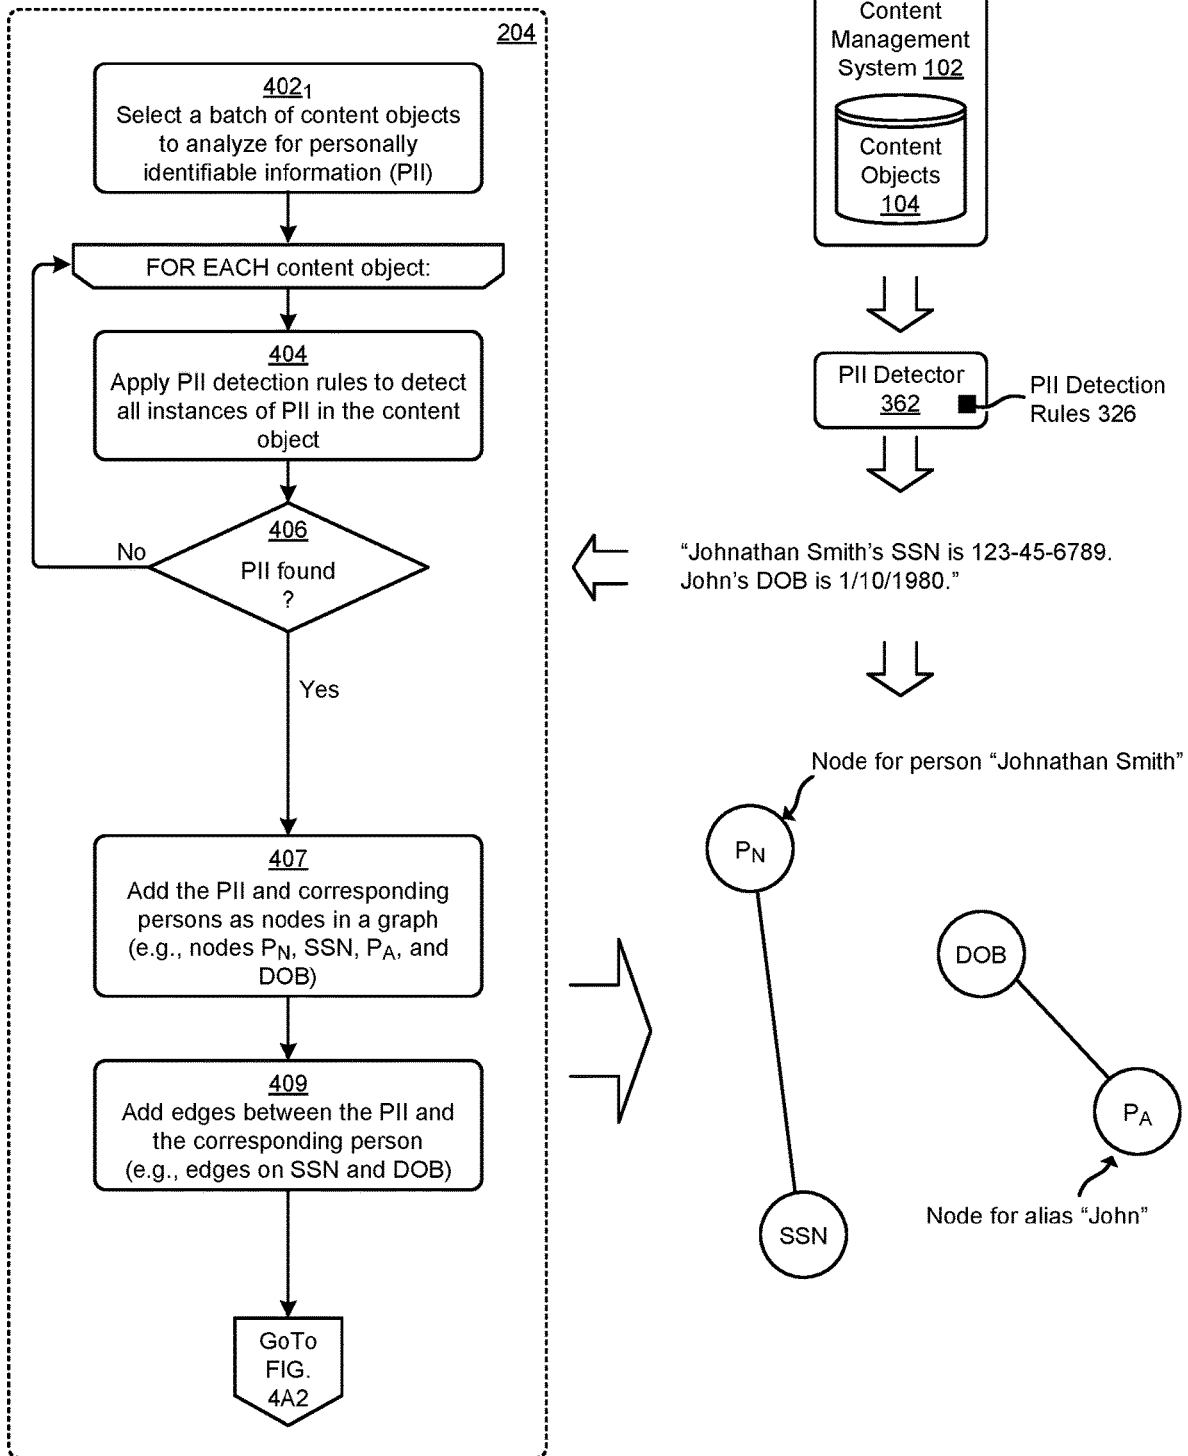 204
402₁
Select a batch of content objects
to analyze for personally
identifiable information (PII)
FOR EACH content object:
404
Apply PII detection rules to detect
all instances of PII in the content
object
406
PII found
?
No
Yes
407
Add the PII and corresponding
persons as nodes in a graph
(e.g., nodes P_N, SSN, P_A, and
DOB)
409
Add edges between the PII and
the corresponding person
(e.g., edges on SSN and DOB)
GoTo
FIG.
4A2
Content
Management
System 102
Content
Objects
104
PII Detector
362
PII Detection
Rules 326
“Johnathan Smith’s SSN is 123-45-6789.
John’s DOB is 1/10/1980.”
Node for person “Johnathan Smith”
P_N
DOB
P_A
Node for alias “John”
SSN